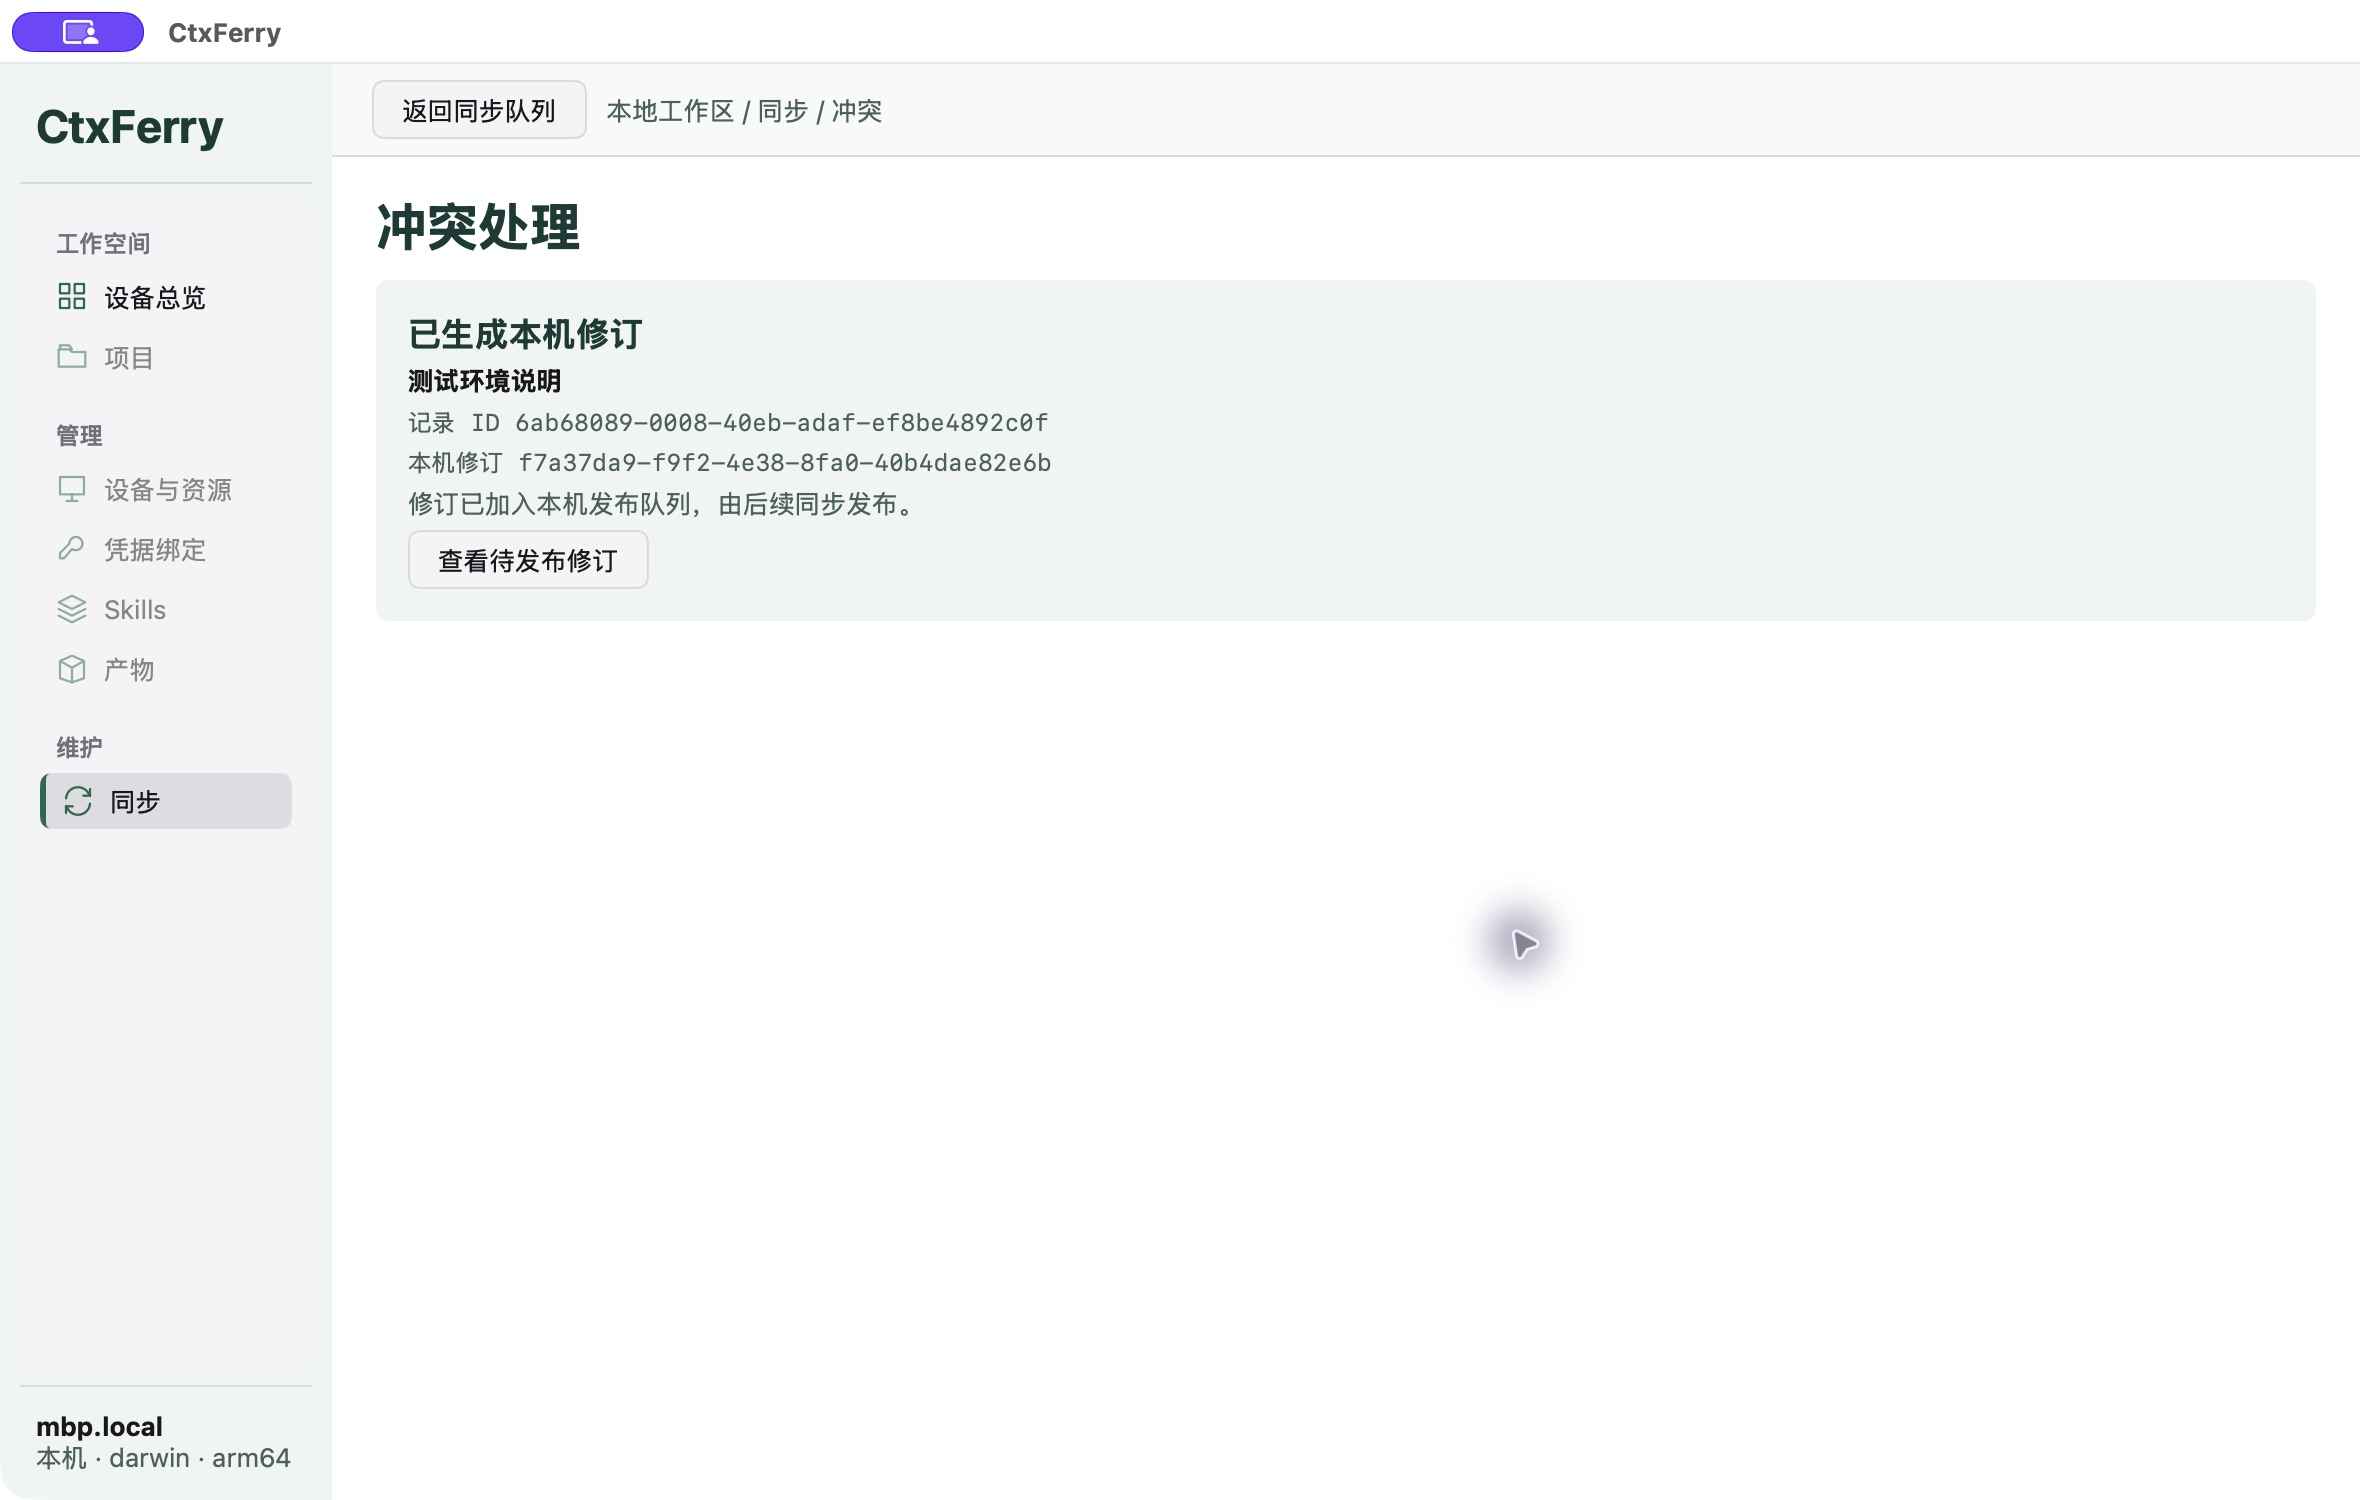 CtxFerry
CtxFerry
返回同步队列
本地工作区 / 同步 / 冲突
工作空间
设备总览
项目
管理
设备与资源
凭据绑定
Skills
产物
维护
同步
mbp.local
本机 · darwin · arm64
冲突处理
已生成本机修订
测试环境说明
记录 ID 6ab68089-0008-40eb-adaf-ef8be4892c0f
本机修订 f7a37da9-f9f2-4e38-8fa0-40b4dae82e6b
修订已加入本机发布队列，由后续同步发布。
查看待发布修订